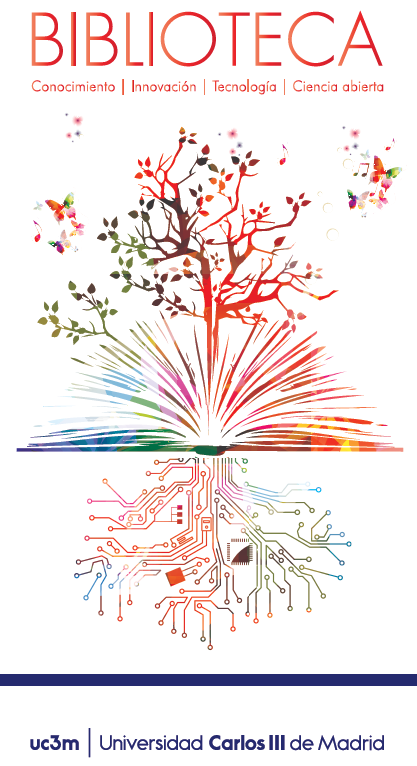 BIBLIOTECA
Conocimiento | Innovación | Tecnología | Ciencia abierta
uc3m | Universidad Carlos III de Madrid